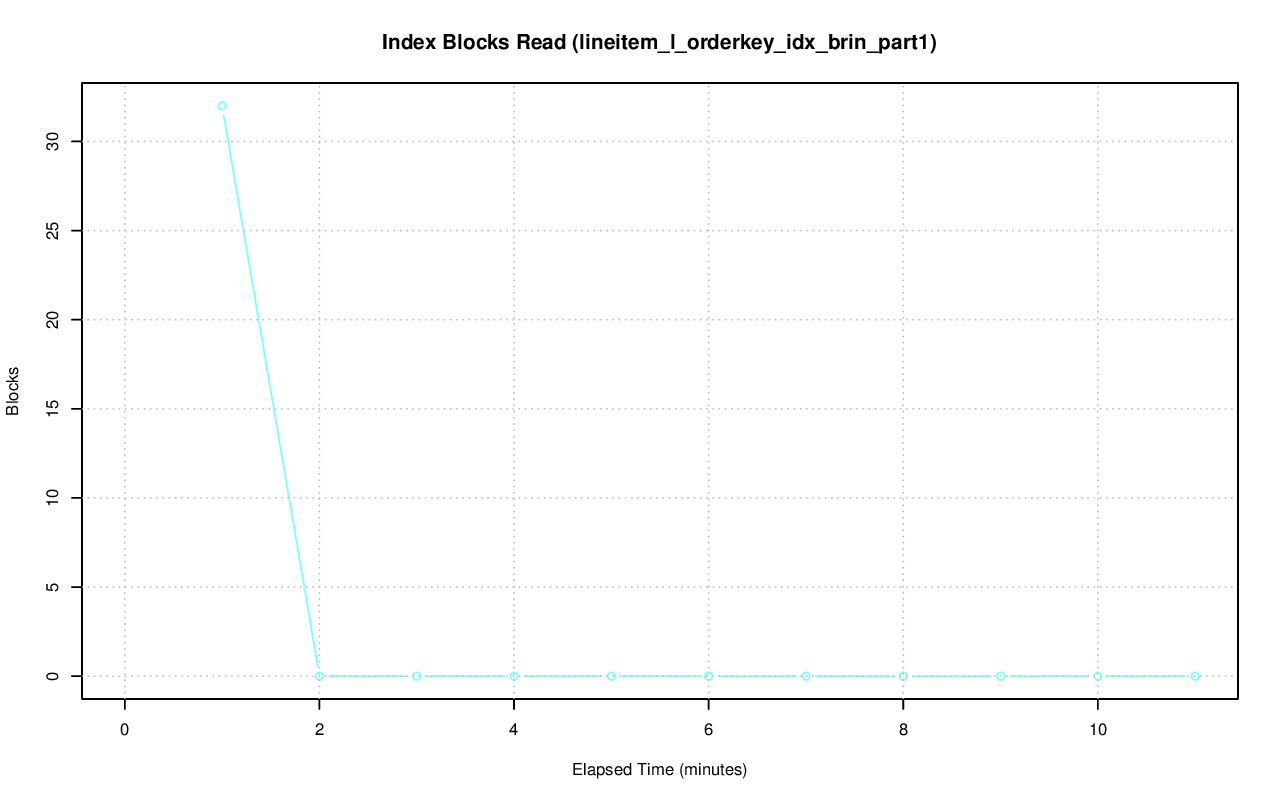 Index Blocks Read (lineitem_l_orderkey_idx_brin_part1)
30
25
20
15
10
5
0
Blocks
0 2 4 6 8 10
Elapsed Time (minutes)